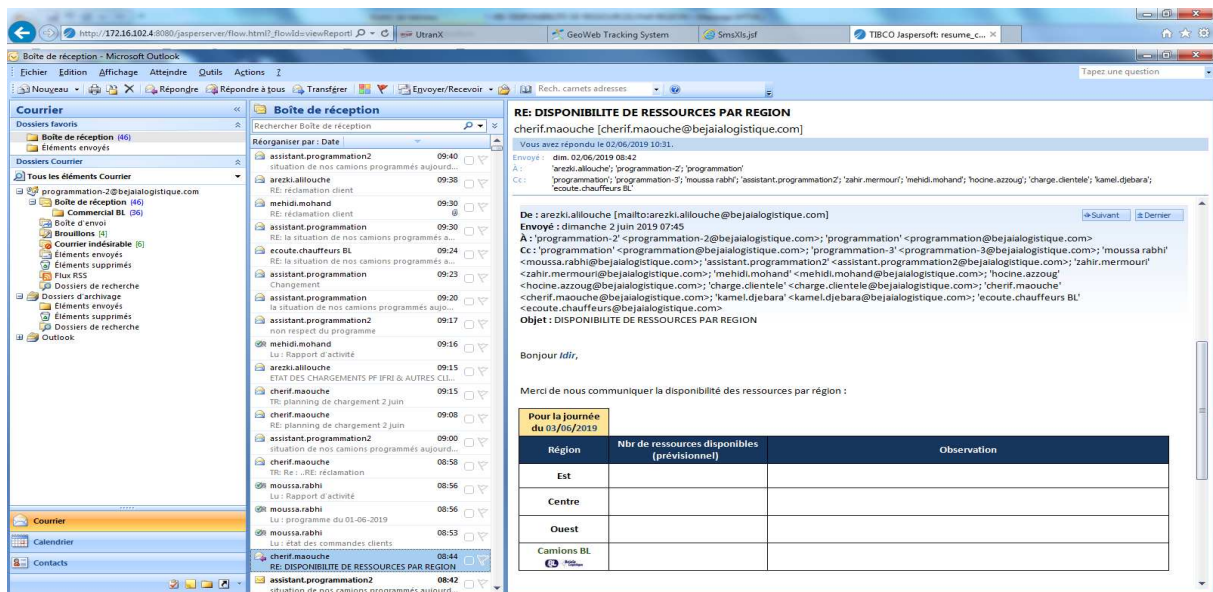 http://172.16.102.4:8080/jasperserver/flow.html?_flowId=viewReportl
UtranX
GeoWeb Tracking System
SmsXls.jsf
TIBCO Jaspersoft: resume_c...
Boîte de réception - Microsoft Outlook
Fichier Edition Affichage Atteindre Outils Actions ?
Tapez une question
Nouveau Répondre Répondre à tous Transférer Envoyer/Recevoir Rech. carnets adresses
Courrier
Dossiers favoris
Boîte de réception (46)
Éléments envoyés
Dossiers Courrier
Tous les éléments Courrier
programmation-2@bejaialogistique.com
Boîte de réception (46)
Commercial BL (36)
Boîte d'envoi
Brouillons [4]
Courrier indésirable [6]
Éléments envoyés
Éléments supprimés
Flux RSS
Dossiers de recherche
Dossiers d'archivage
Éléments envoyés
Éléments supprimés
Dossiers de recherche
Outlook
Courrier
Calendrier
Contacts
Boîte de réception
Rechercher Boîte de réception
Réorganiser par : Date
assistant.programmation2 09:40
situation de nos camions programmés aujourd...
arezki.alilouche 09:38
RE: réclamation client
mehidi.mohand 09:30
RE: réclamation client
assistant.programmation 09:30
RE: la situation de nos camions programmés a...
ecoute.chauffeurs BL 09:24
RE: la situation de nos camions programmés a...
assistant.programmation 09:23
Changement
assistant.programmation 09:20
la situation de nos camions programmés aujo...
assistant.programmation2 09:17
non respect du programme
mehidi.mohand 09:16
Lu : Rapport d'activité
arezki.alilouche 09:15
ETAT DES CHARGEMENTS PF IFRI & AUTRES CLI...
cherif.maouche 09:15
TR: planning de chargement 2 juin
cherif.maouche 09:08
RE: planning de chargement 2 juin
assistant.programmation2 09:00
situation de nos camions programmés aujourd...
cherif.maouche 08:58
TR: Re : ..RE: réclamation
moussa.rabhi 08:56
Lu : Rapport d'activité
moussa.rabhi 08:56
Lu : programme du 01-06-2019
moussa.rabhi 08:53
Lu : état des commandes clients
cherif.maouche 08:44
RE: DISPONIBILITE DE RESSOURCES PAR REGION
assistant.programmation2 08:42
situation de nos camions programmés aujourd...
RE: DISPONIBILITE DE RESSOURCES PAR REGION
cherif.maouche [cherif.maouche@bejaialogistique.com]
Vous avez répondu le 02/06/2019 10:31.
Envoyé : dim. 02/06/2019 08:42
À : 'arezki.alilouche'; 'programmation-2'; 'programmation'
Cc : 'programmation'; 'programmation-3'; 'moussa rabhi'; 'assistant.programmation2'; 'zahir.mermouri'; 'mehidi.mohand'; 'hocine.azzoug'; 'charge.clientele'; 'kamel.djebara';
'ecoute.chauffeurs BL'
De : arezki.alilouche [mailto:arezki.alilouche@bejaialogistique.com]
Suivant Dernier
Envoyé : dimanche 2 juin 2019 07:45
À : 'programmation-2' <programmation-2@bejaialogistique.com>; 'programmation' <programmation@bejaialogistique.com>
Cc : 'programmation' <programmation@bejaialogistique.com>; 'programmation-3' <programmation-3@bejaialogistique.com>; 'moussa rabhi'
<moussa.rabhi@bejaialogistique.com>; 'assistant.programmation2' <assistant.programmation2@bejaialogistique.com>; 'zahir.mermouri'
<zahir.mermouri@bejaialogistique.com>; 'mehidi.mohand' <mehidi.mohand@bejaialogistique.com>; 'hocine.azzoug'
<hocine.azzoug@bejaialogistique.com>; 'charge.clientele' <charge.clientele@bejaialogistique.com>; 'cherif.maouche'
<cherif.maouche@bejaialogistique.com>; 'kamel.djebara' <kamel.djebara@bejaialogistique.com>; 'ecoute.chauffeurs BL'
<ecoute.chauffeurs@bejaialogistique.com>
Objet : DISPONIBILITE DE RESSOURCES PAR REGION
Bonjour Idir,
Merci de nous communiquer la disponibilité des ressources par région :
Pour la journée
du 03/06/2019
Région
Nbr de ressources disponibles
(prévisionnel)
Observation
Est
Centre
Ouest
Camions BL